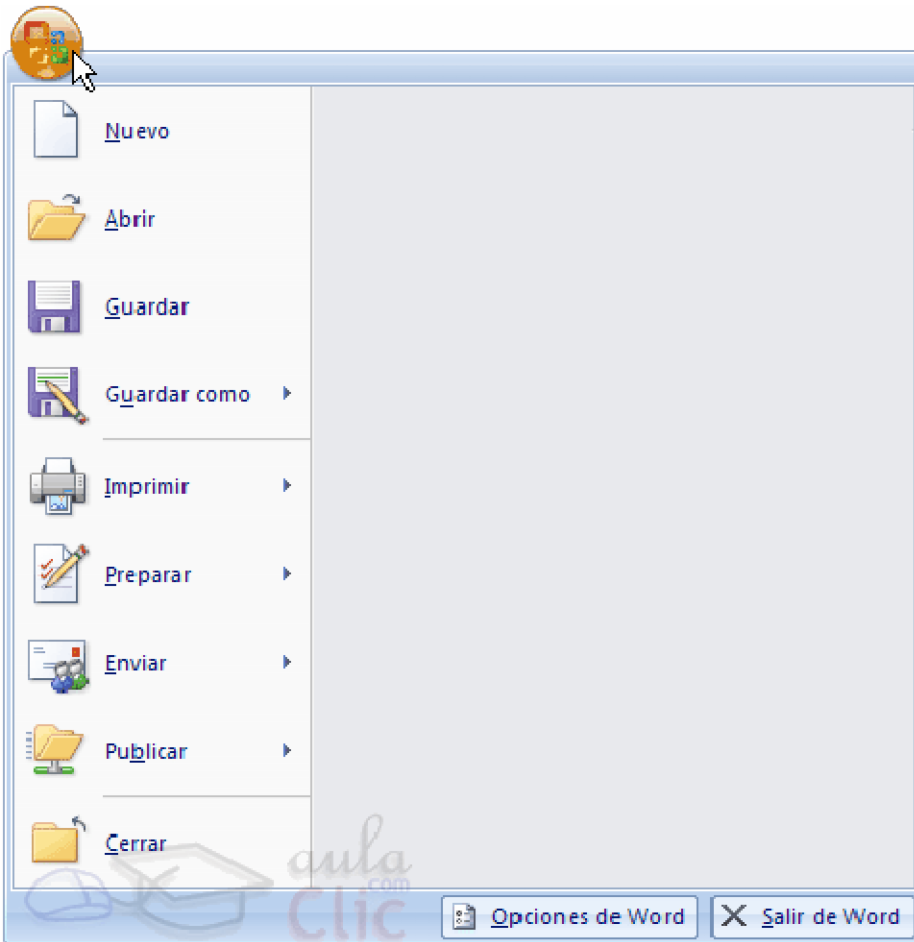 Nuevo
Abrir
Guardar
Guardar como
Imprimir
Preparar
Enviar
Publicar
Cerrar
aula
.com
Clic
Opciones de Word
Salir de Word